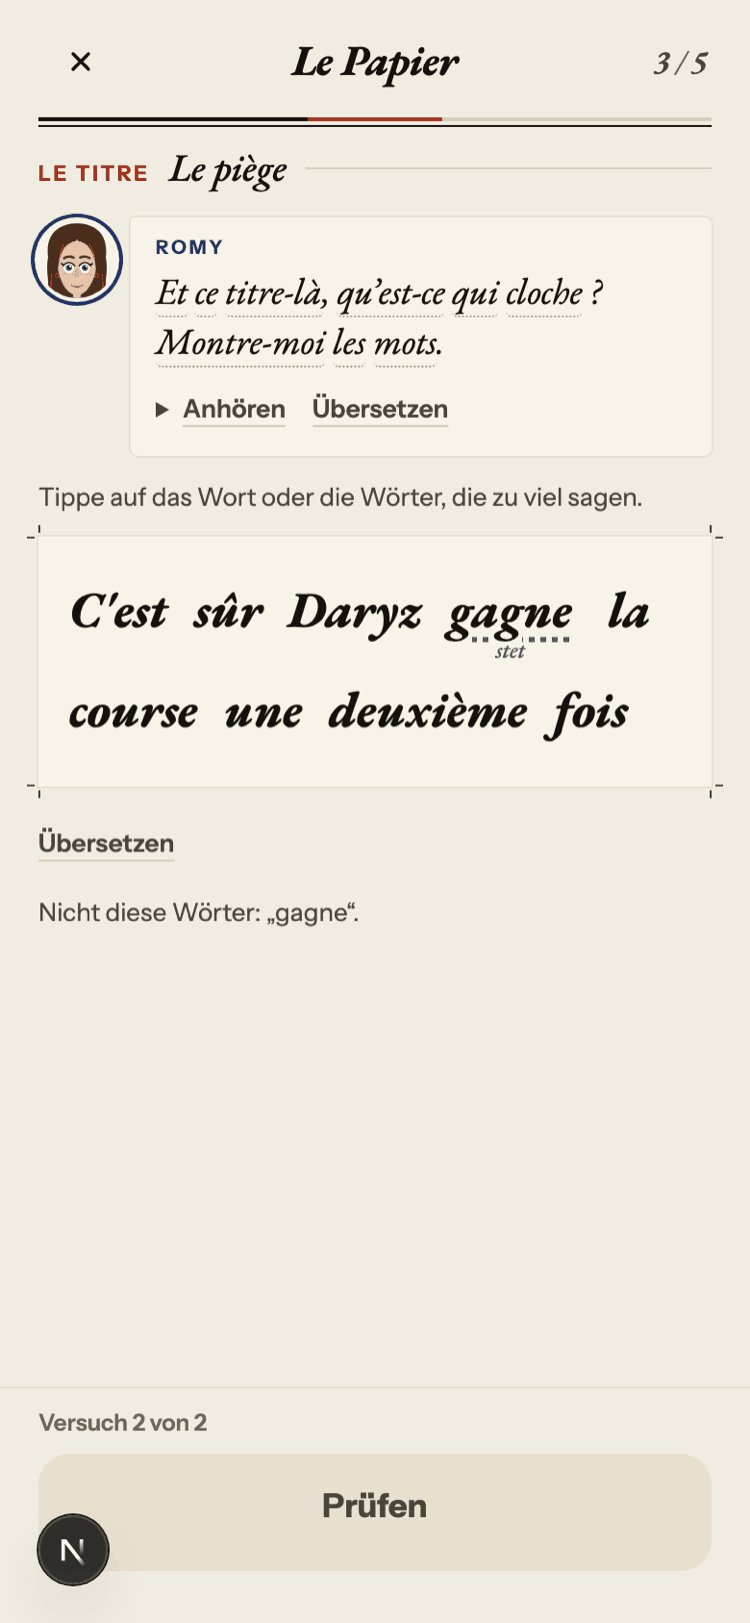 Le Papier
3/5
LE TITRE Le piège
ROMY
Et ce titre-là, qu’est-ce qui cloche ?
Montre-moi les mots.
Anhören Übersetzen
Tippe auf das Wort oder die Wörter, die zu viel sagen.
C'est sûr Daryz gagne la
stet
course une deuxième fois
Übersetzen
Nicht diese Wörter: „gagne“.
Versuch 2 von 2
Prüfen
N